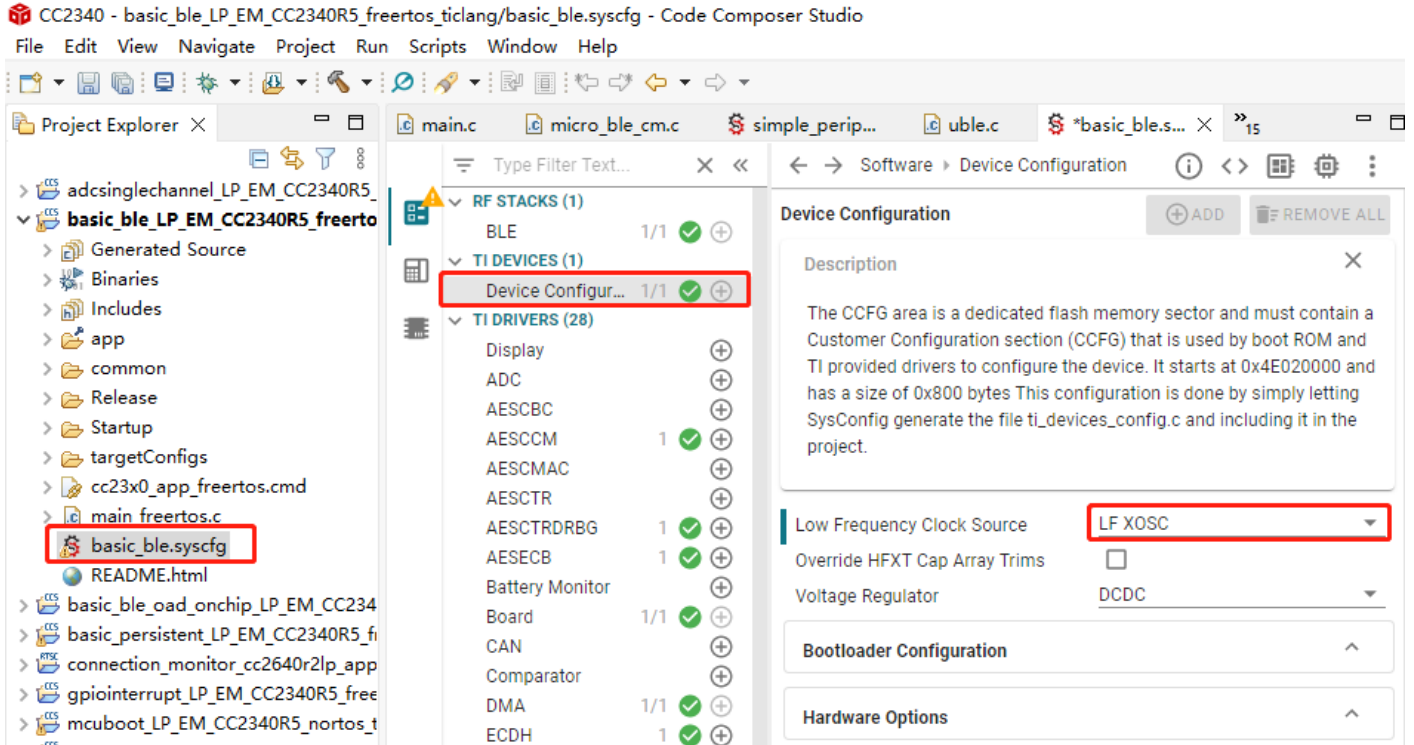 CC2340 - basic_ble_LP_EM_CC2340R5_freertos_ticlang/basic_ble.syscfg - Code Composer Studio
File Edit View Navigate Project Run Scripts Window Help
Project Explorer
main.c
micro_ble_cm.c
simple_perip...
uble.c
*basic_ble.s...
15
adcsinglechannel_LP_EM_CC2340R5_
basic_ble_LP_EM_CC2340R5_freerto
Generated Source
Binaries
Includes
app
common
Release
Startup
targetConfigs
cc23x0_app_freertos.cmd
main_freertos.c
basic_ble.syscfg
README.html
basic_ble_oad_onchip_LP_EM_CC234
basic_persistent_LP_EM_CC2340R5_f
connection_monitor_cc2640r2lp_app
gpiointerrupt_LP_EM_CC2340R5_free
mcuboot_LP_EM_CC2340R5_nortos_t
Type Filter Text...
RF STACKS (1)
BLE 1/1
TI DEVICES (1)
Device Configur... 1/1
TI DRIVERS (28)
Display
ADC
AESCBC
AESCCM 1
AESCMAC
AESCTR
AESCTRDRBG 1
AESECB 1
Battery Monitor
Board 1/1
CAN
Comparator
DMA 1/1
ECDH 1
Software Device Configuration
Device Configuration
ADD
REMOVE ALL
Description
The CCFG area is a dedicated flash memory sector and must contain a
Customer Configuration section (CCFG) that is used by boot ROM and
TI provided drivers to configure the device. It starts at 0x4E020000 and
has a size of 0x800 bytes This configuration is done by simply letting
SysConfig generate the file ti_devices_config.c and including it in the
project.
Low Frequency Clock Source LF XOSC
Override HFXT Cap Array Trims
Voltage Regulator DCDC
Bootloader Configuration
Hardware Options